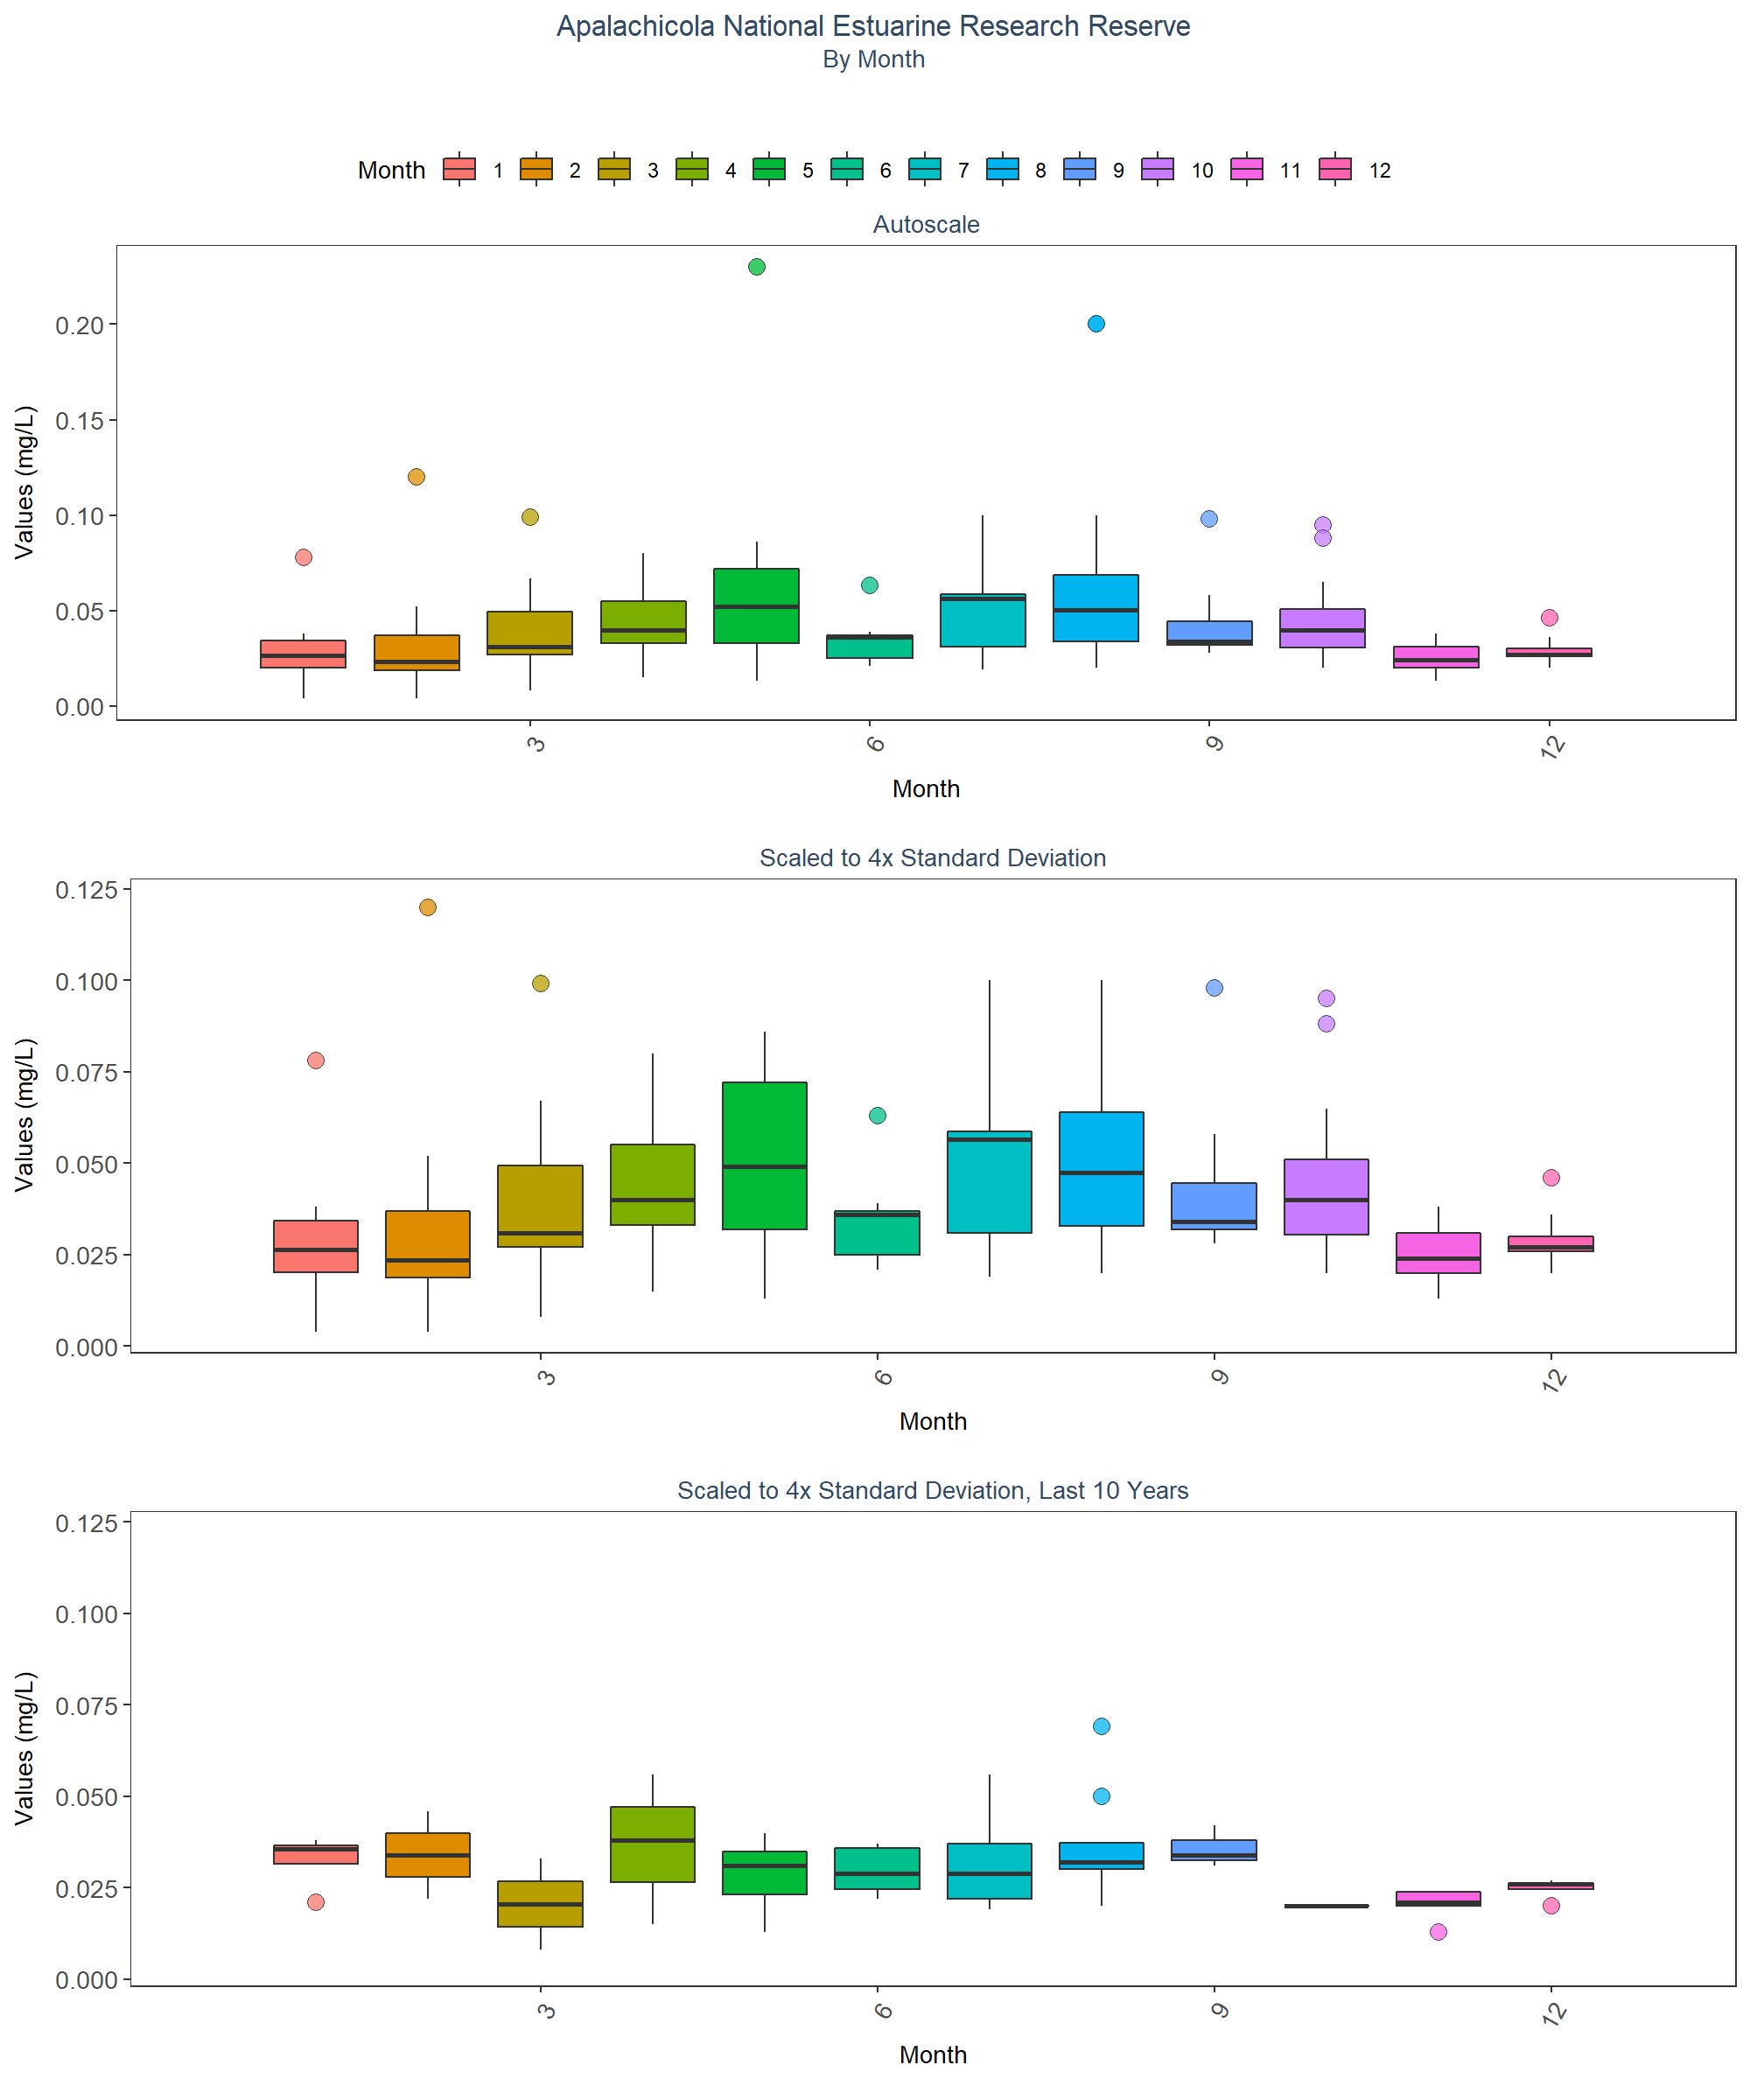 Apalachicola National Estuarine Research Reserve
By Month
Month 1 2 3 4 5 6 7 8 9 10 11 12
Autoscale
Values (mg/L)
0.20
0.15
0.10
0.05
0.00
3 6 9 12
Month
Scaled to 4x Standard Deviation
Values (mg/L)
0.125
0.100
0.075
0.050
0.025
0.000
3 6 9 12
Month
Scaled to 4x Standard Deviation, Last 10 Years
Values (mg/L)
0.125
0.100
0.075
0.050
0.025
0.000
3 6 9 12
Month